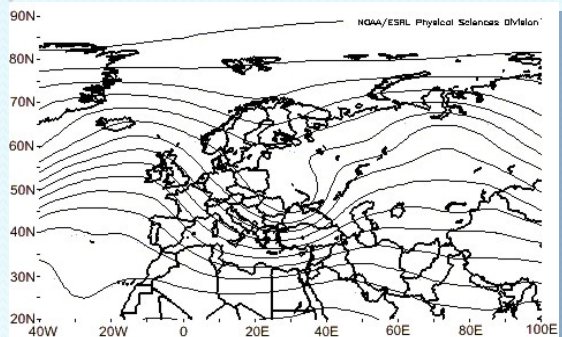 90N
NOAA/ESRL Physical Sciences Division
80N
70N
60N
50N
40N
30N
20N
40W 20W 0 20E 40E 60E 80E 100E